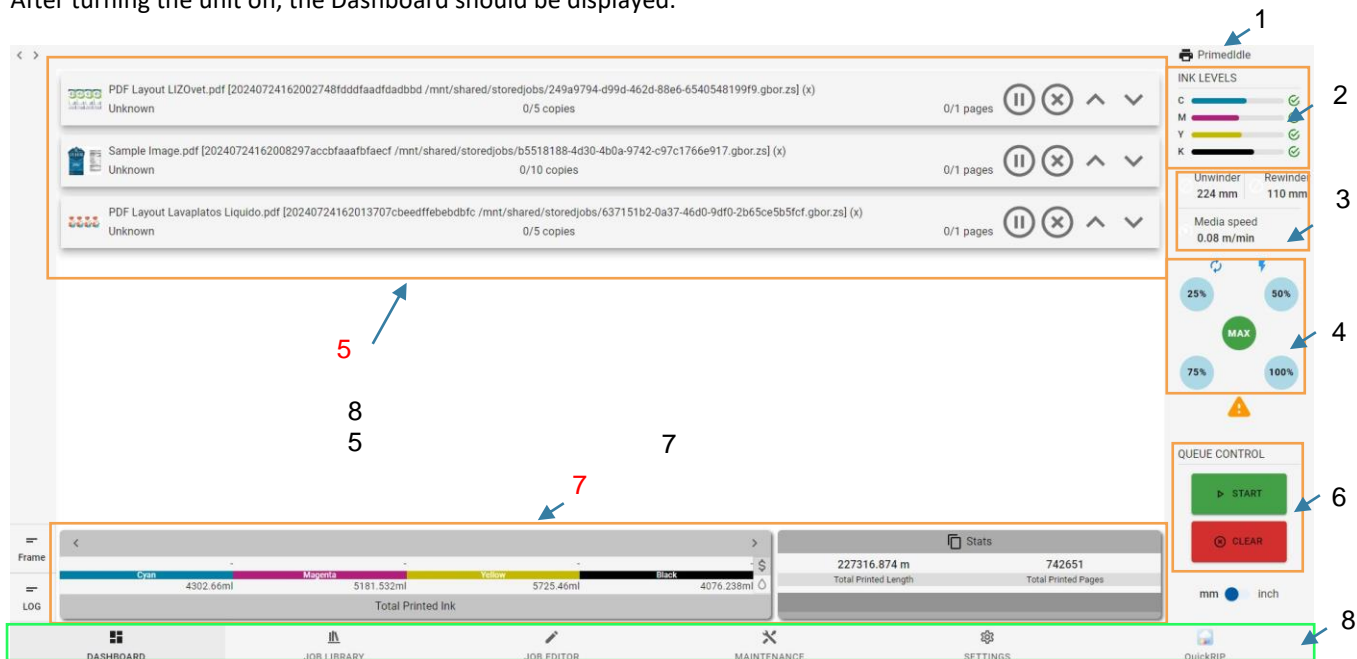 After turning the unit on, the Dashboard should be displayed.
1
PrimedIdle
INK LEVELS
C
M
Y
K
2
Unwinder Rewinder
224 mm 110 mm
Media speed
0.08 m/min
3
25% 50%
MAX
75% 100%
4
PDF Layout LIZOvet.pdf [20240724162002748fdddfaadfdadbbd /mnt/shared/storedjobs/249a9794-d99d-462d-88e6-6540548199f9.gbor.zs] (x)
Unknown 0/5 copies 0/1 pages
Sample Image.pdf [20240724162008297accbfaaafbfaecf /mnt/shared/storedjobs/b5518188-4d30-4b0a-9742-c97c1766e917.gbor.zs] (x)
Unknown 0/10 copies 0/1 pages
PDF Layout Lavaplatos Liquido.pdf [20240724162013707cbeedffebebdbfc /mnt/shared/storedjobs/637151b2-0a37-46d0-9df0-2b65ce5b5fcf.gbor.zs] (x)
Unknown 0/5 copies 0/1 pages
5
8
5 7
7
QUEUE CONTROL
START
CLEAR
6
mm inch
Frame
LOG
$
Cyan Magenta Yellow Black
4302.66ml 5181.532ml 5725.46ml 4076.238ml
Total Printed Ink
Stats
227316.874 m 742651
Total Printed Length Total Printed Pages
8
DASHBOARD JOB LIBRARY JOB EDITOR MAINTENANCE SETTINGS QuickRIP